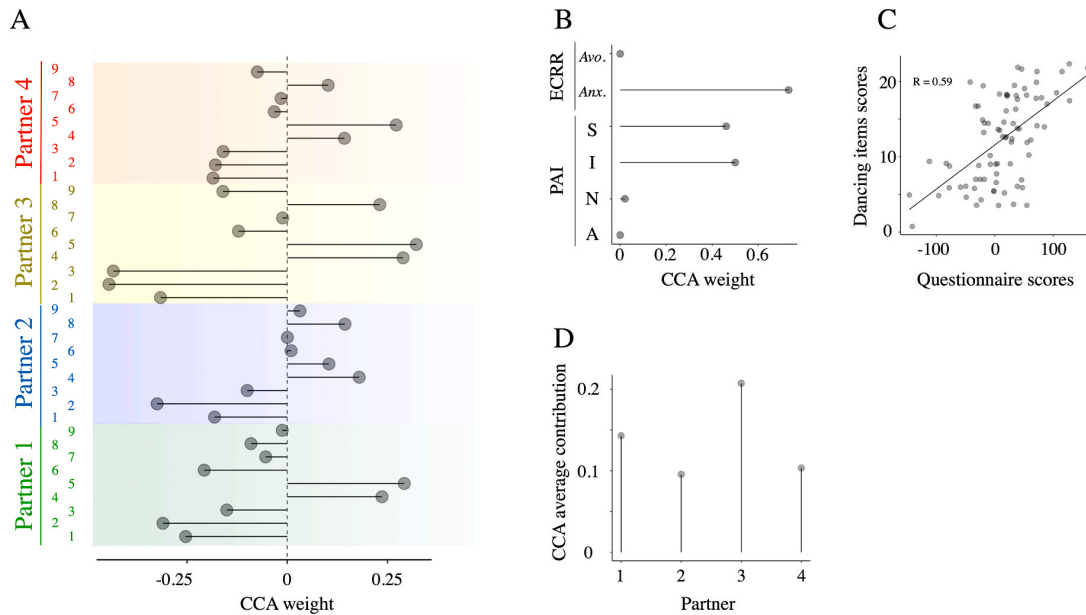 A
Partner 4
9
8
7
6
5
4
3
2
1
Partner 3
9
8
7
6
5
4
3
2
1
Partner 2
9
8
7
6
5
4
3
2
1
Partner 1
9
8
7
6
5
4
3
2
1
-0.25 0 0.25
CCA weight
B
ECRR
Avo.
Anx.
PAI
S
I
N
A
0 0.2 0.4 0.6
CCA weight
C
Dancing items scores
20
10
0
R = 0.59
-100 0 100
Questionnaire scores
D
CCA average contribution
0.2
0.1
0
1 2 3 4
Partner